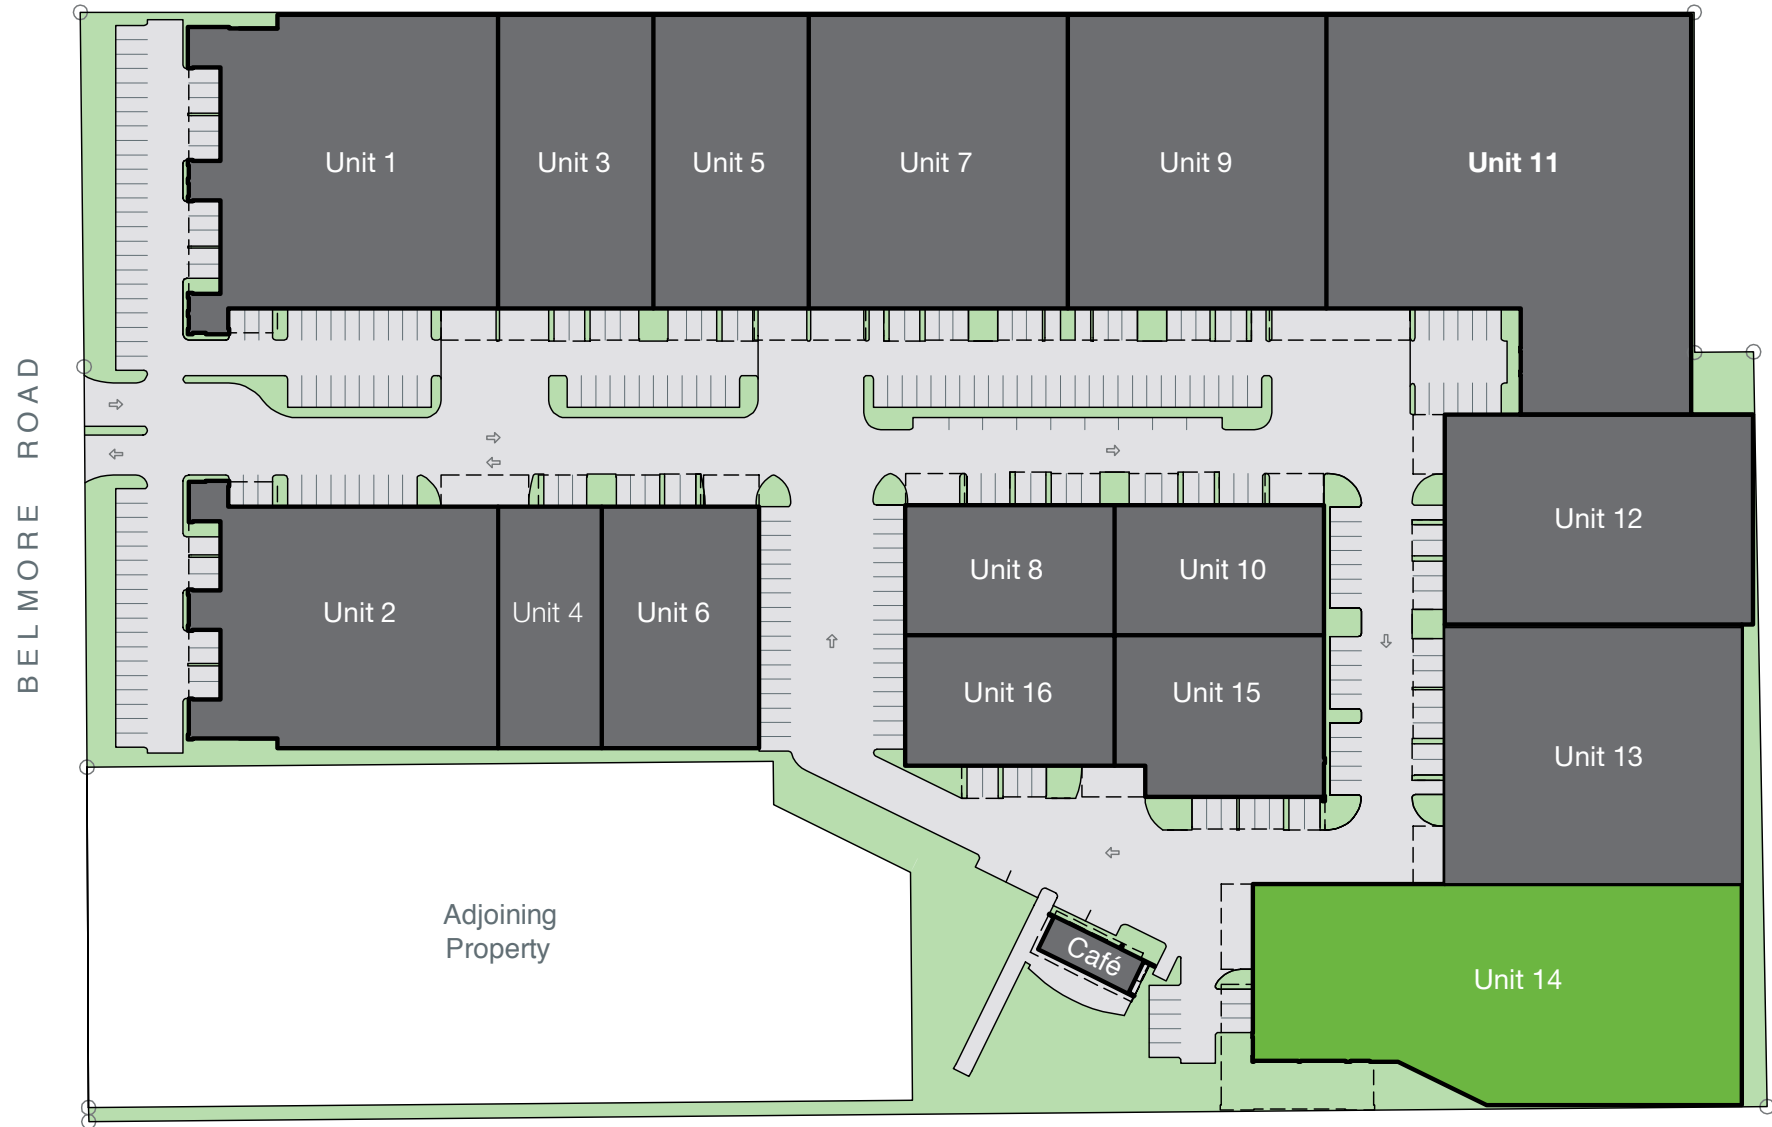 Unit 1
Unit 3
Unit 5
Unit 7
Unit 9
Unit 11
BELMORE ROAD
Unit 2
Unit 4
Unit 6
Unit 8
Unit 10
Unit 12
Unit 16
Unit 15
Unit 13
Adjoining
Property
Café
Unit 14